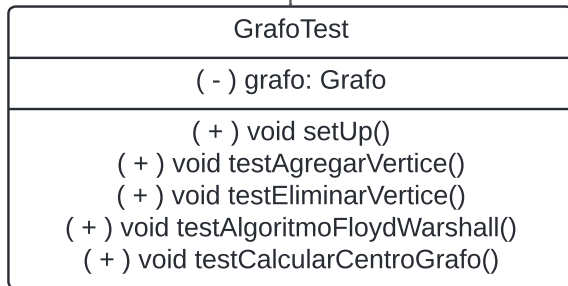 GrafoTest
( - ) grafo: Grafo
( + ) void setUp()
( + ) void testAgregarVertice()
( + ) void testEliminarVertice()
( + ) void testAlgoritmoFloydWarshall()
( + ) void testCalcularCentroGrafo()